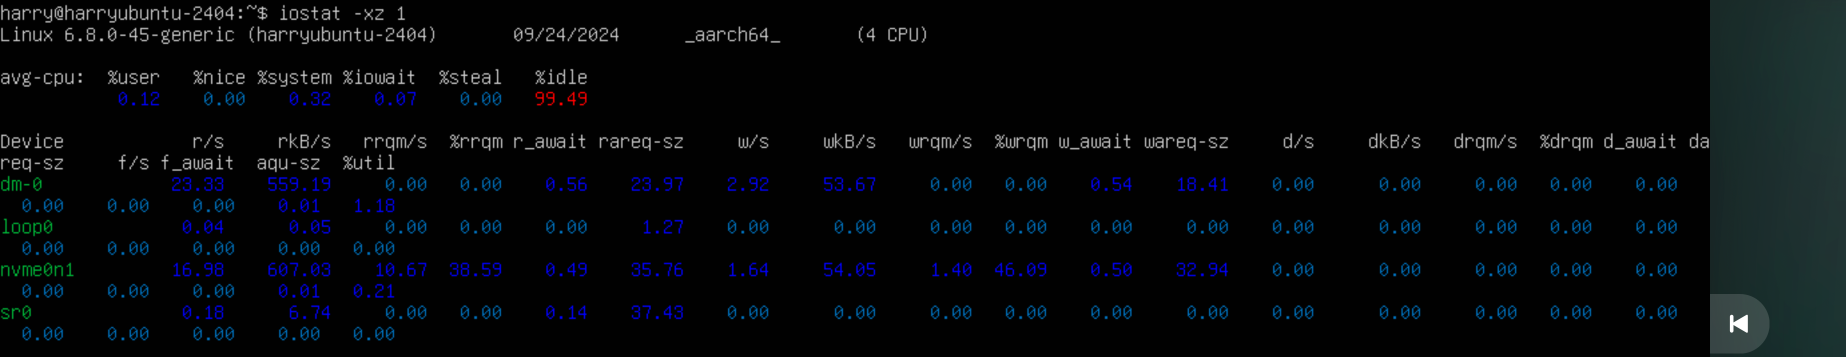 harry@harryubuntu-2404:~$ iostat -xz 1
Linux 6.8.0-45-generic (harryubuntu-2404) 09/24/2024 _aarch64_ (4 CPU)
avg-cpu: %user %nice %system %iowait %steal %idle
0.12 0.00 0.32 0.07 0.00 99.49
Device r/s rkB/s rrqm/s %rrqm r_await rareq-sz w/s wkB/s wrqm/s %wrqm w_await wareq-sz d/s dkB/s drqm/s %drqm d_await da
req-sz f/s f_await aqu-sz %util
dm-0 23.33 559.19 0.00 0.00 0.56 23.97 2.92 53.67 0.00 0.00 0.54 18.41 0.00 0.00 0.00 0.00 0.00
0.00 0.00 0.00 0.01 1.18
loop0 0.04 0.05 0.00 0.00 0.00 1.27 0.00 0.00 0.00 0.00 0.00 0.00 0.00 0.00 0.00 0.00 0.00
0.00 0.00 0.00 0.00 0.00
nvme0n1 16.98 607.03 10.67 38.59 0.49 35.76 1.64 54.05 1.40 46.09 0.50 32.94 0.00 0.00 0.00 0.00 0.00
0.00 0.00 0.00 0.01 0.21
sr0 0.18 6.74 0.00 0.00 0.14 37.43 0.00 0.00 0.00 0.00 0.00 0.00 0.00 0.00 0.00 0.00 0.00
0.00 0.00 0.00 0.00 0.00